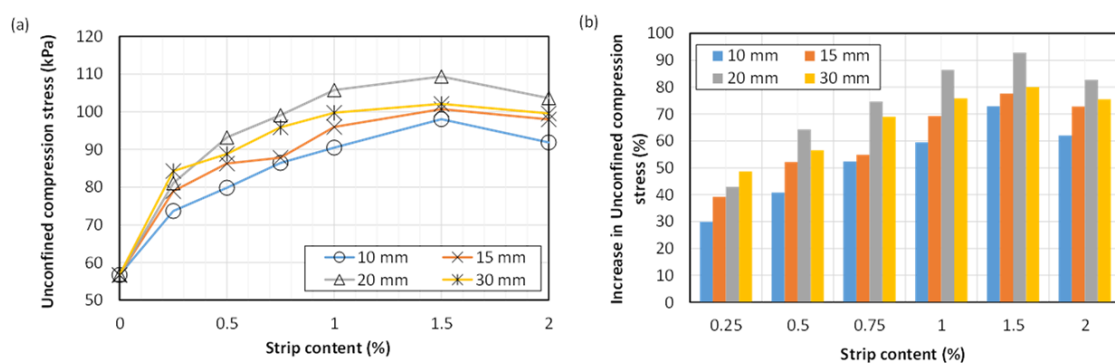 (a)
Unconfined compression stress (kPa)
120
110
100
90
80
70
60
50
0
0.5
1
1.5
2
Strip content (%)
10 mm
15 mm
20 mm
30 mm
(b)
Increase in Unconfined compression
stress (%)
100
90
80
70
60
50
40
30
20
10
0
0.25
0.5
0.75
1
1.5
2
Strip content (%)
10 mm
15 mm
20 mm
30 mm